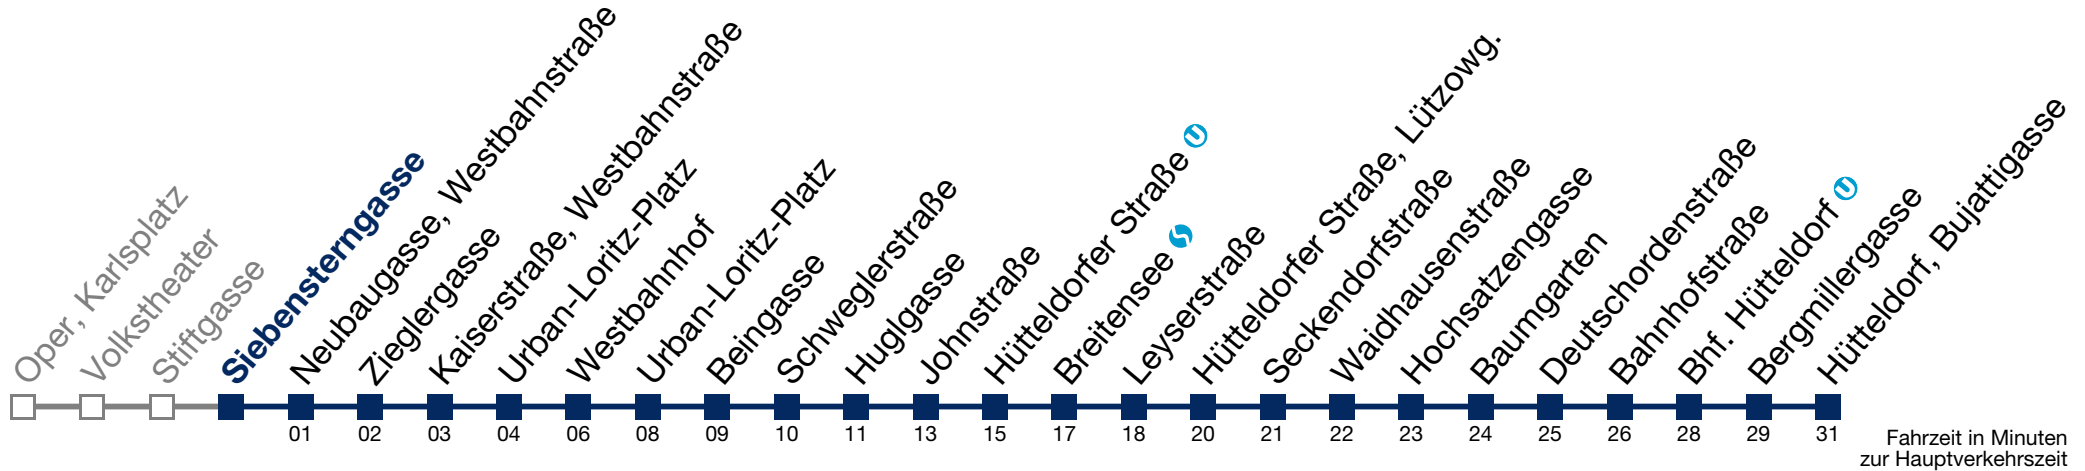 Oper, Karlsplatz
Volkstheater
Stiftgasse
Siebensterngasse
Neubaugasse, Westbahnstraße
Zieglergasse
Kaiserstraße, Westbahnstraße
Urban-Loritz-Platz
Westbahnhof
Urban-Loritz-Platz
Beingasse
Schweglerstraße
Huglgasse
Johnstraße
Hütteldorfer Straße U
Breitensee S
Leyserstraße
Hütteldorfer Straße, Lützowg.
Seckendorfstraße
Waidhausenstraße
Hochsatzengasse
Baumgarten
Deutschordenstraße
Bahnhofstraße
Bhf. Hütteldorf U
Bergmillergasse
Hütteldorf, Bujattigasse
01 02 03 04 06 08 09 10 11 13 15 17 18 20 21 22 23 24 25 26 28 29 31
Fahrzeit in Minuten
zur Hauptverkehrszeit